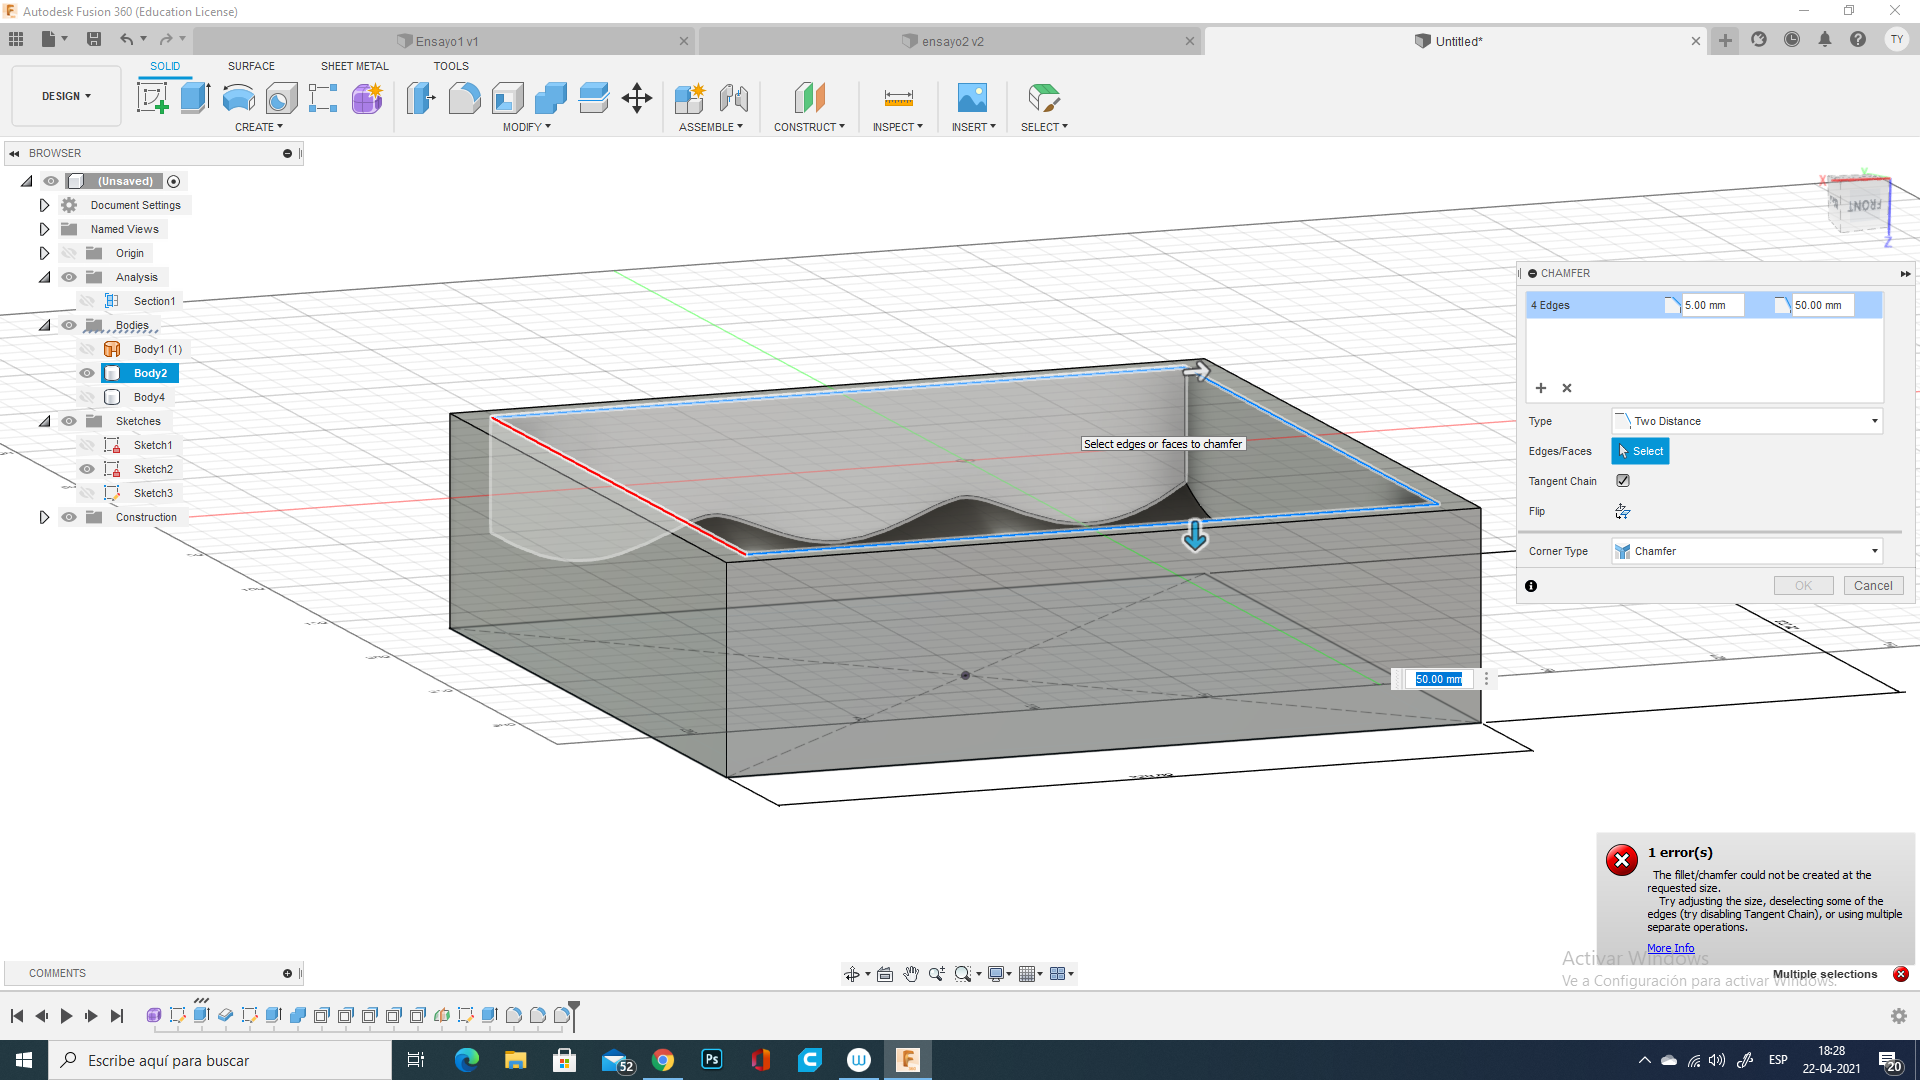 Autodesk Fusion 360 (Education License)
Ensayo1 v1
ensayo2 v2
Untitled*
TY
DESIGN
SOLID
SURFACE
SHEET METAL
TOOLS
CREATE
MODIFY
ASSEMBLE
CONSTRUCT
INSPECT
INSERT
SELECT
BROWSER
(Unsaved)
Document Settings
Named Views
Origin
Analysis
Section1
Bodies
Body1 (1)
Body2
Body4
Sketches
Sketch1
Sketch2
Sketch3
Construction
X
Y
FRONT
Z
CHAMFER
4 Edges
5.00 mm
50.00 mm
Type
Two Distance
Edges/Faces
Select
Tangent Chain
Flip
Corner Type
Chamfer
OK
Cancel
Select edges or faces to chamfer
50.00 mm
1 error(s)
The fillet/chamfer could not be created at the
requested size.
Try adjusting the size, deselecting some of the
edges (try disabling Tangent Chain), or using multiple
separate operations.
More Info
Activar Windows
Ve a Configuración para activar Windows.
Multiple selections
COMMENTS
Escribe aquí para buscar
52
Ps
ESP
18:28
22-04-2021
20